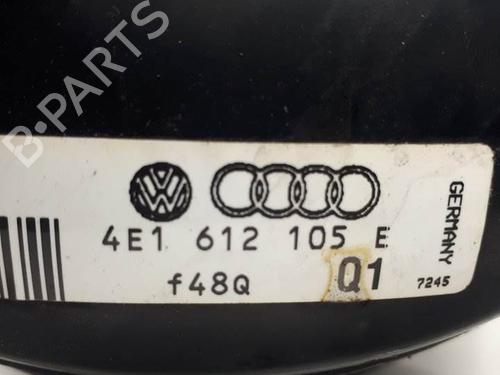 B-PARTS
4E1 612 105 E
f48Q
Q1
GERMANY
7245